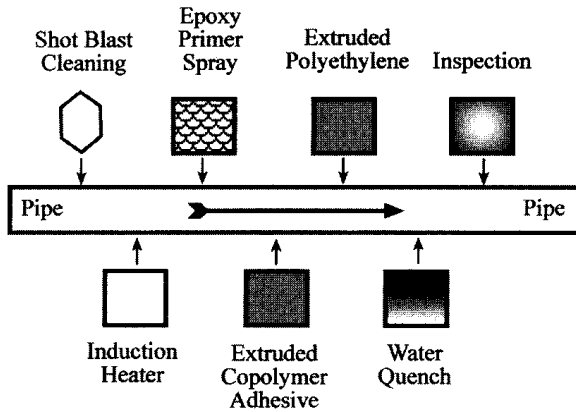 Shot Blast
Cleaning
Epoxy
Primer
Spray
Extruded
Polyethylene
Inspection
Pipe
Pipe
Induction
Heater
Extruded
Copolymer
Adhesive
Water
Quench